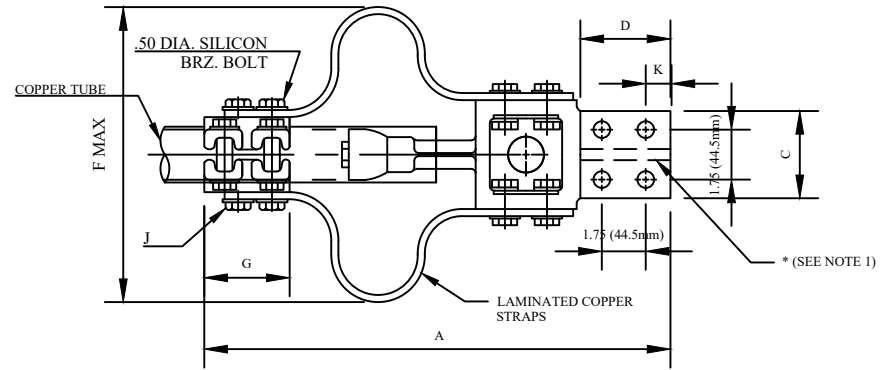 .50 DIA. SILICON
BRZ. BOLT
COPPER TUBE
F MAX
D
K
C
1.75 (44.5mm)
1.75 (44.5mm)
J
G
* (SEE NOTE 1)
LAMINATED COPPER
STRAPS
A